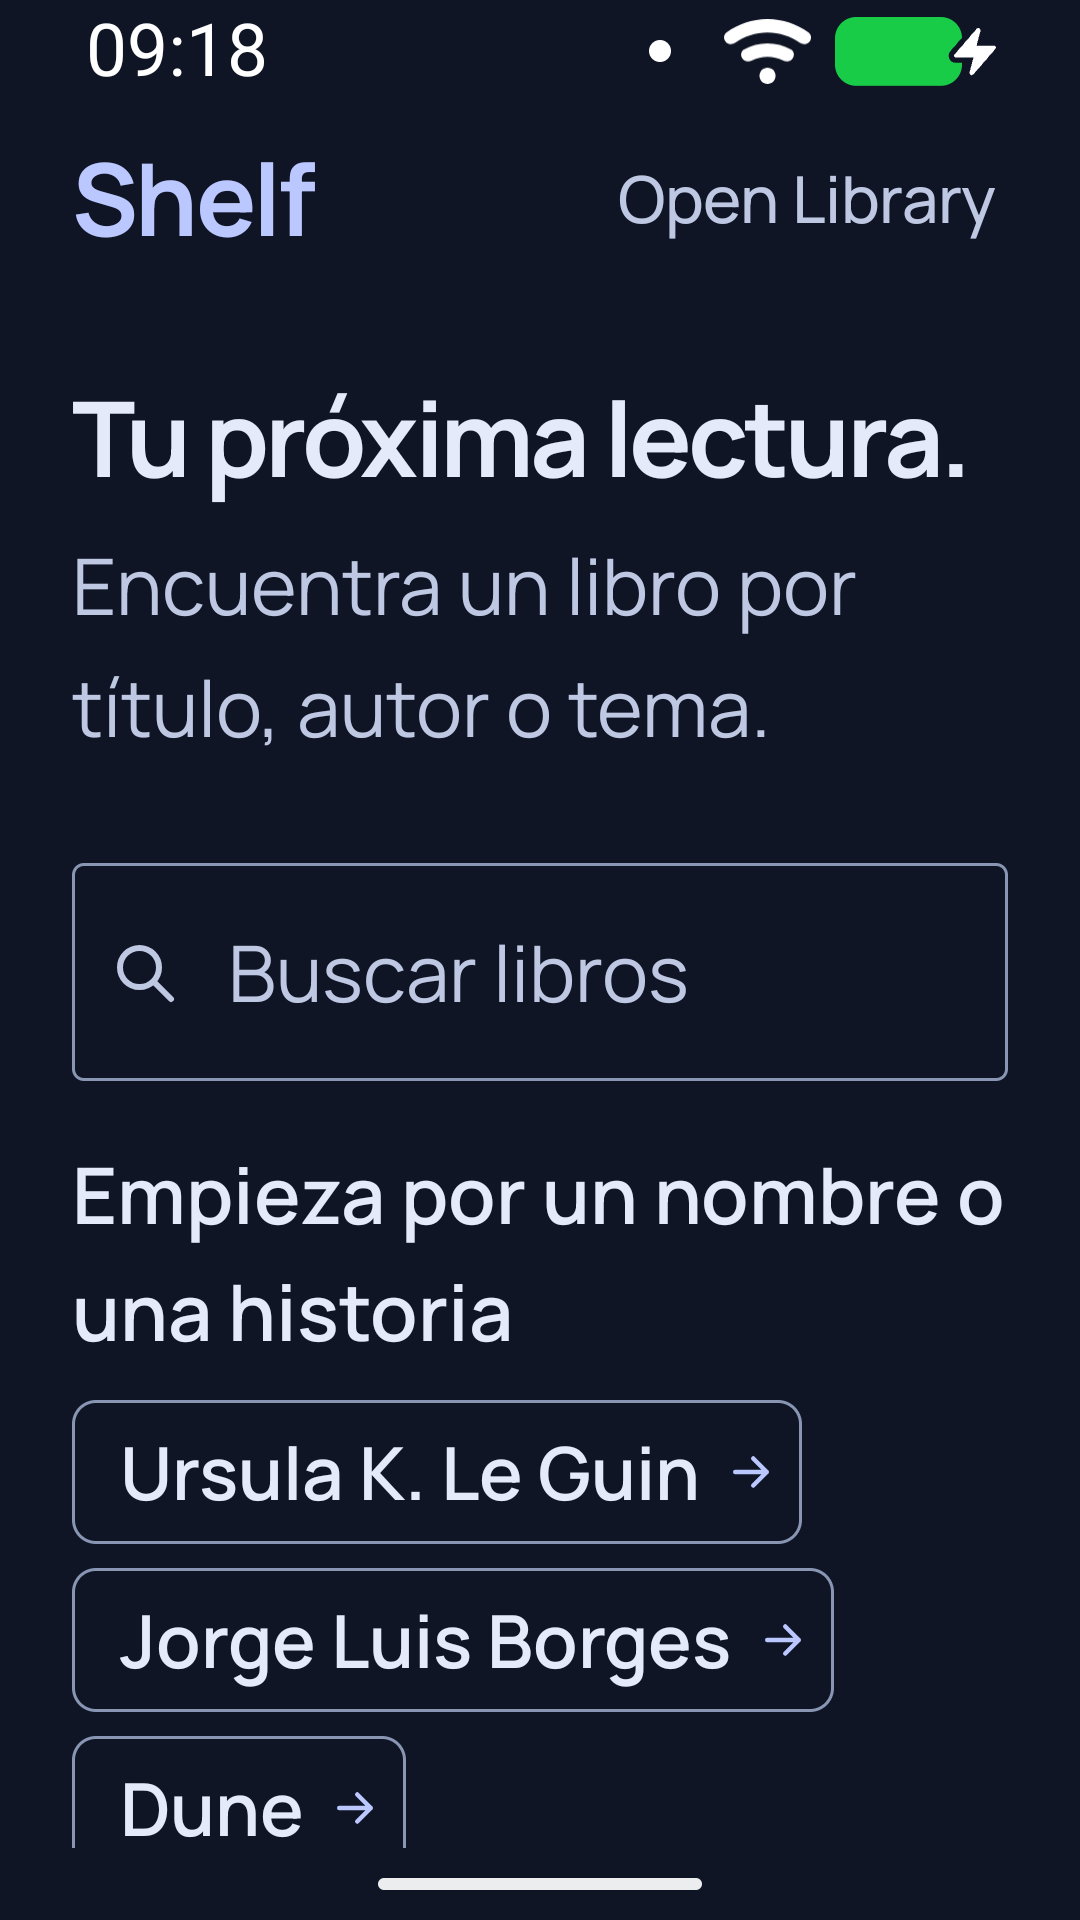 09:18
Shelf
Open Library
Tu próxima lectura.
Encuentra un libro por
título, autor o tema.
Buscar libros
Empieza por un nombre o
una historia
Ursula K. Le Guin →
Jorge Luis Borges →
Dune →